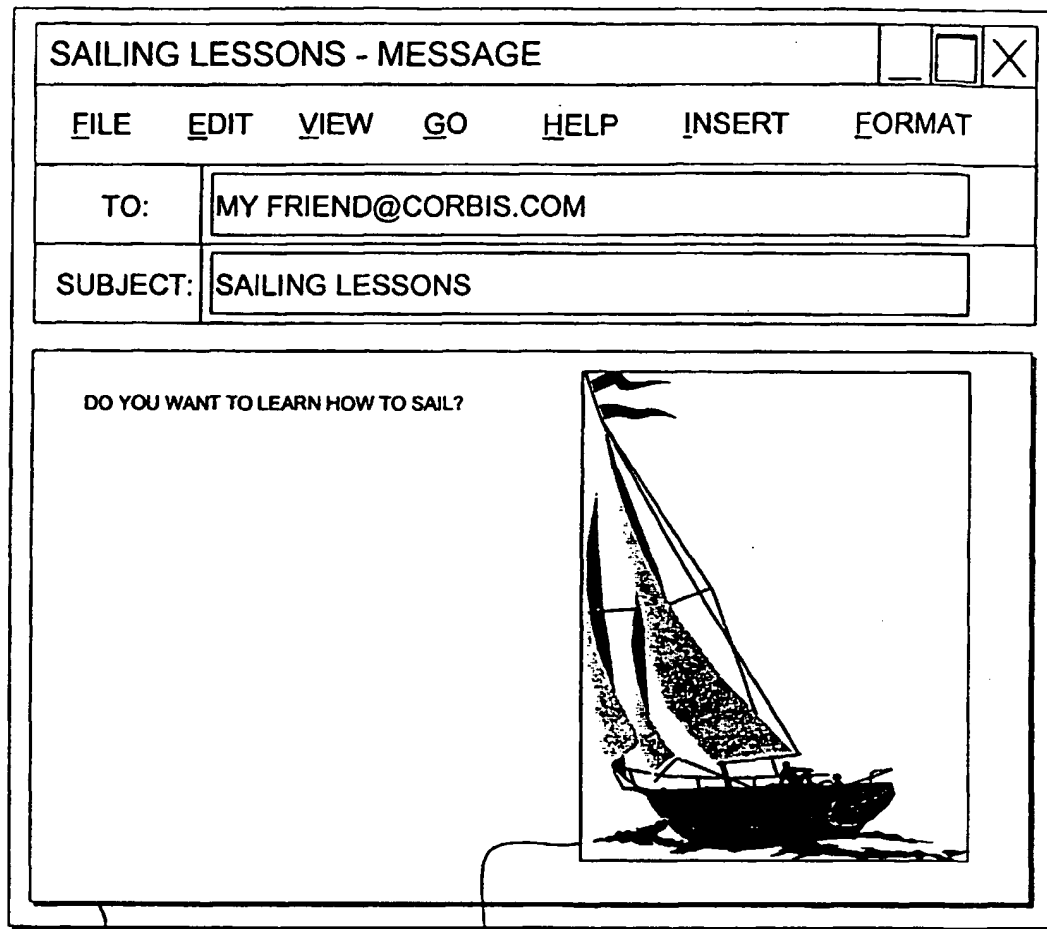 SAILING LESSONS - MESSAGE
FILE EDIT VIEW GO HELP INSERT FORMAT
TO: MY FRIEND@CORBIS.COM
SUBJECT: SAILING LESSONS
DO YOU WANT TO LEARN HOW TO SAIL?